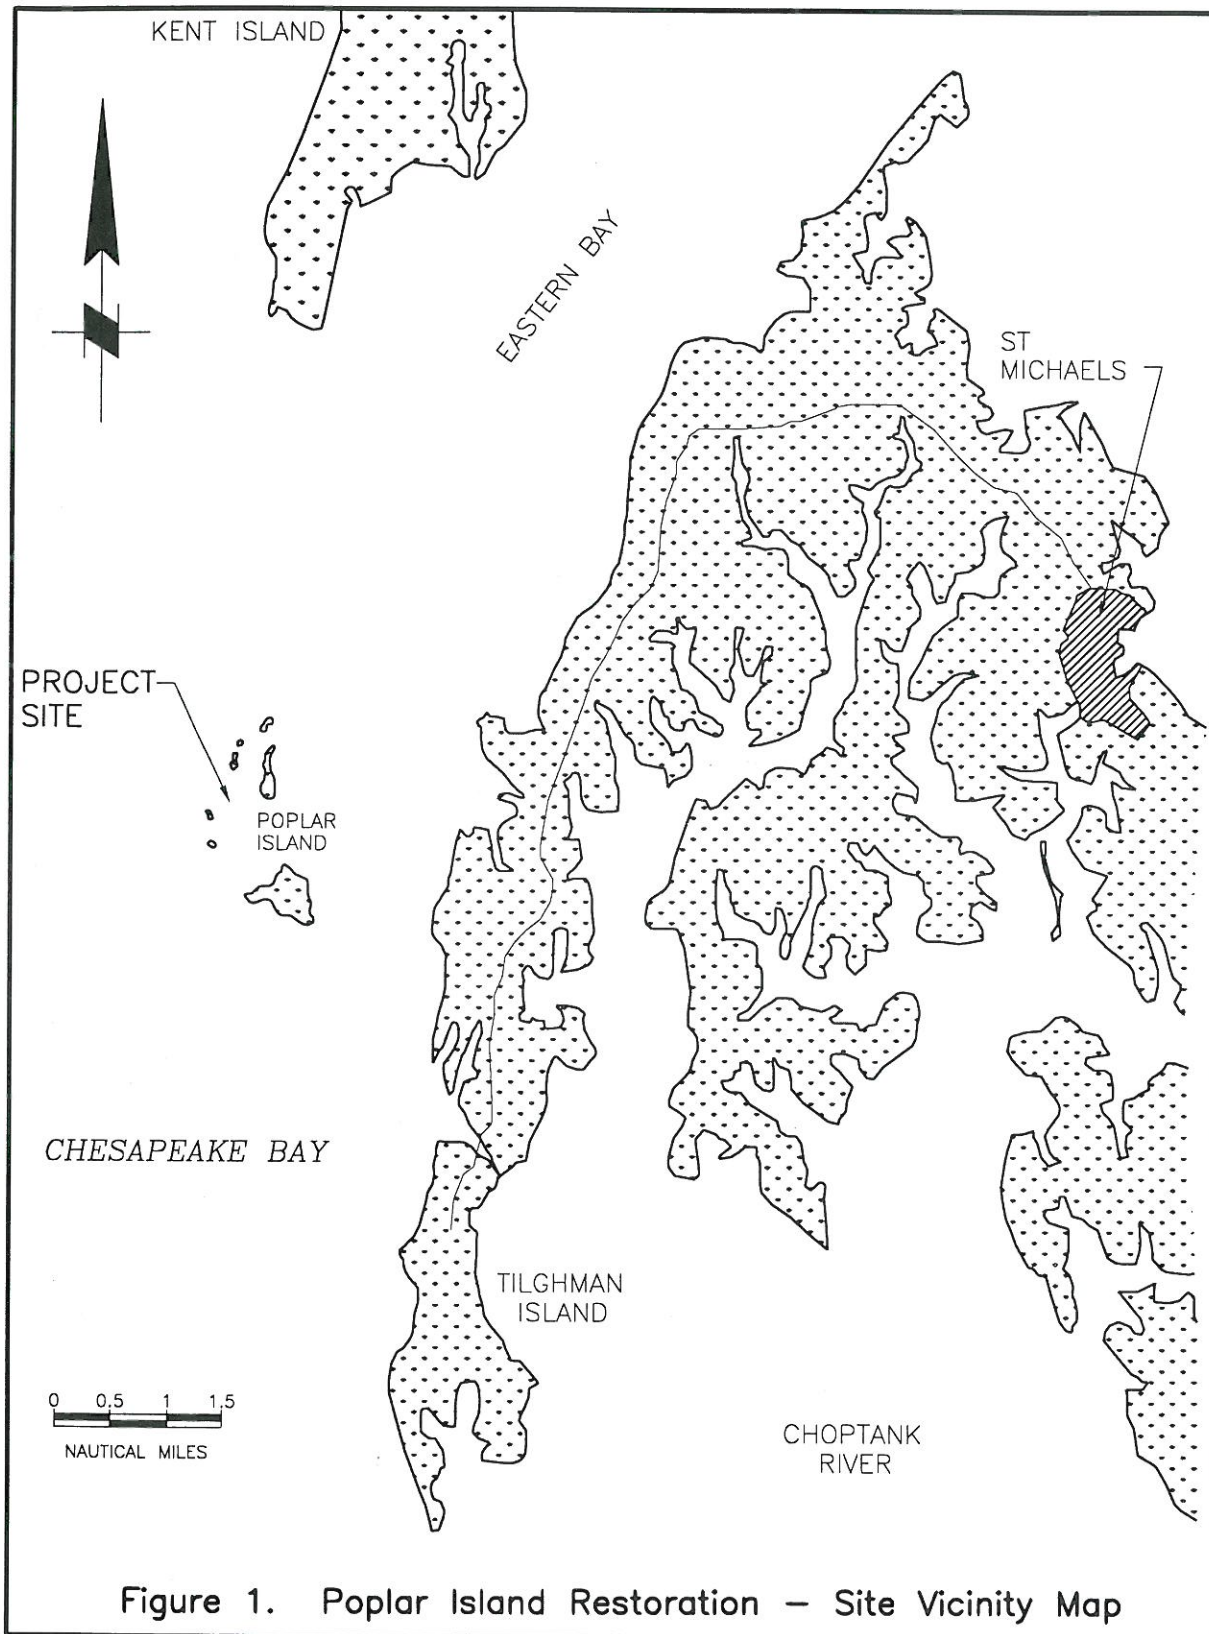 KENT ISLAND
EASTERN BAY
ST
MICHAELS
PROJECT
SITE
POPLAR
ISLAND
CHESAPEAKE BAY
TILGHMAN
ISLAND
0 0.5 1 1.5
NAUTICAL MILES
CHOPTANK
RIVER
N
Figure 1. Poplar Island Restoration – Site Vicinity Map